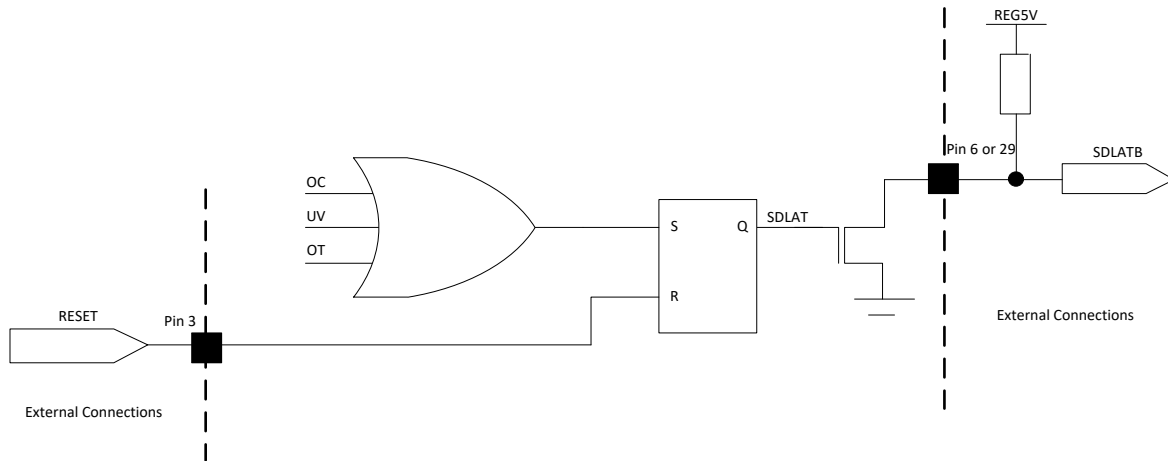 REG5V
Pin 6 or 29
SDLATB
OC
UV
OT
S
Q
SDLAT
R
RESET
Pin 3
External Connections
External Connections